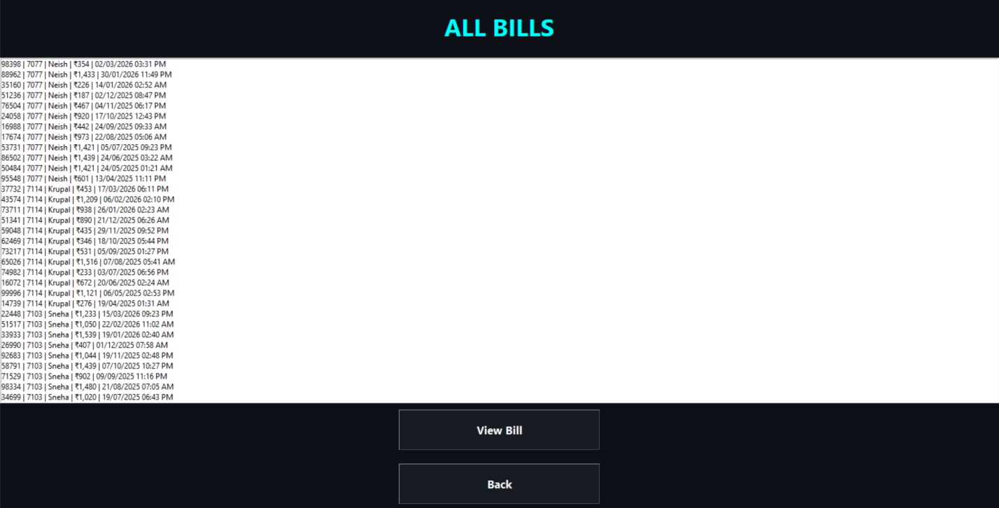 ALL BILLS
98398 | 7077 | Neish | ₹354 | 02/03/2026 03:31 PM
88962 | 7077 | Neish | ₹1,433 | 30/01/2026 11:49 PM
35160 | 7077 | Neish | ₹226 | 14/01/2026 02:52 AM
51236 | 7077 | Neish | ₹187 | 02/12/2025 08:47 PM
76504 | 7077 | Neish | ₹467 | 04/11/2025 06:17 PM
24058 | 7077 | Neish | ₹920 | 17/10/2025 12:43 PM
16988 | 7077 | Neish | ₹442 | 24/09/2025 09:33 AM
17674 | 7077 | Neish | ₹973 | 22/08/2025 05:06 AM
53731 | 7077 | Neish | ₹1,421 | 05/07/2025 09:23 PM
86502 | 7077 | Neish | ₹1,439 | 24/06/2025 03:22 AM
50484 | 7077 | Neish | ₹1,421 | 24/05/2025 01:21 AM
95548 | 7077 | Neish | ₹601 | 13/04/2025 11:11 PM
37732 | 7114 | Krupal | ₹453 | 17/03/2026 06:11 PM
43574 | 7114 | Krupal | ₹1,209 | 06/02/2026 02:10 PM
73711 | 7114 | Krupal | ₹938 | 26/01/2026 02:23 AM
51341 | 7114 | Krupal | ₹890 | 21/12/2025 06:26 AM
59048 | 7114 | Krupal | ₹435 | 29/11/2025 09:52 PM
62469 | 7114 | Krupal | ₹346 | 18/10/2025 05:44 PM
73217 | 7114 | Krupal | ₹531 | 05/09/2025 01:27 PM
65026 | 7114 | Krupal | ₹1,516 | 07/08/2025 05:41 AM
74982 | 7114 | Krupal | ₹233 | 03/07/2025 06:56 PM
16072 | 7114 | Krupal | ₹672 | 20/06/2025 02:24 AM
99996 | 7114 | Krupal | ₹1,121 | 06/05/2025 02:53 PM
14739 | 7114 | Krupal | ₹276 | 19/04/2025 01:31 AM
22448 | 7103 | Sneha | ₹1,233 | 15/03/2026 09:23 PM
51517 | 7103 | Sneha | ₹1,050 | 22/02/2026 11:02 AM
33933 | 7103 | Sneha | ₹1,539 | 19/01/2026 02:40 AM
26990 | 7103 | Sneha | ₹407 | 01/12/2025 07:58 AM
92683 | 7103 | Sneha | ₹1,044 | 19/11/2025 02:48 PM
58791 | 7103 | Sneha | ₹1,439 | 07/10/2025 10:27 PM
71529 | 7103 | Sneha | ₹902 | 09/09/2025 11:16 PM
98334 | 7103 | Sneha | ₹1,480 | 21/08/2025 07:05 AM
34699 | 7103 | Sneha | ₹1,020 | 19/07/2025 06:43 PM
View Bill
Back